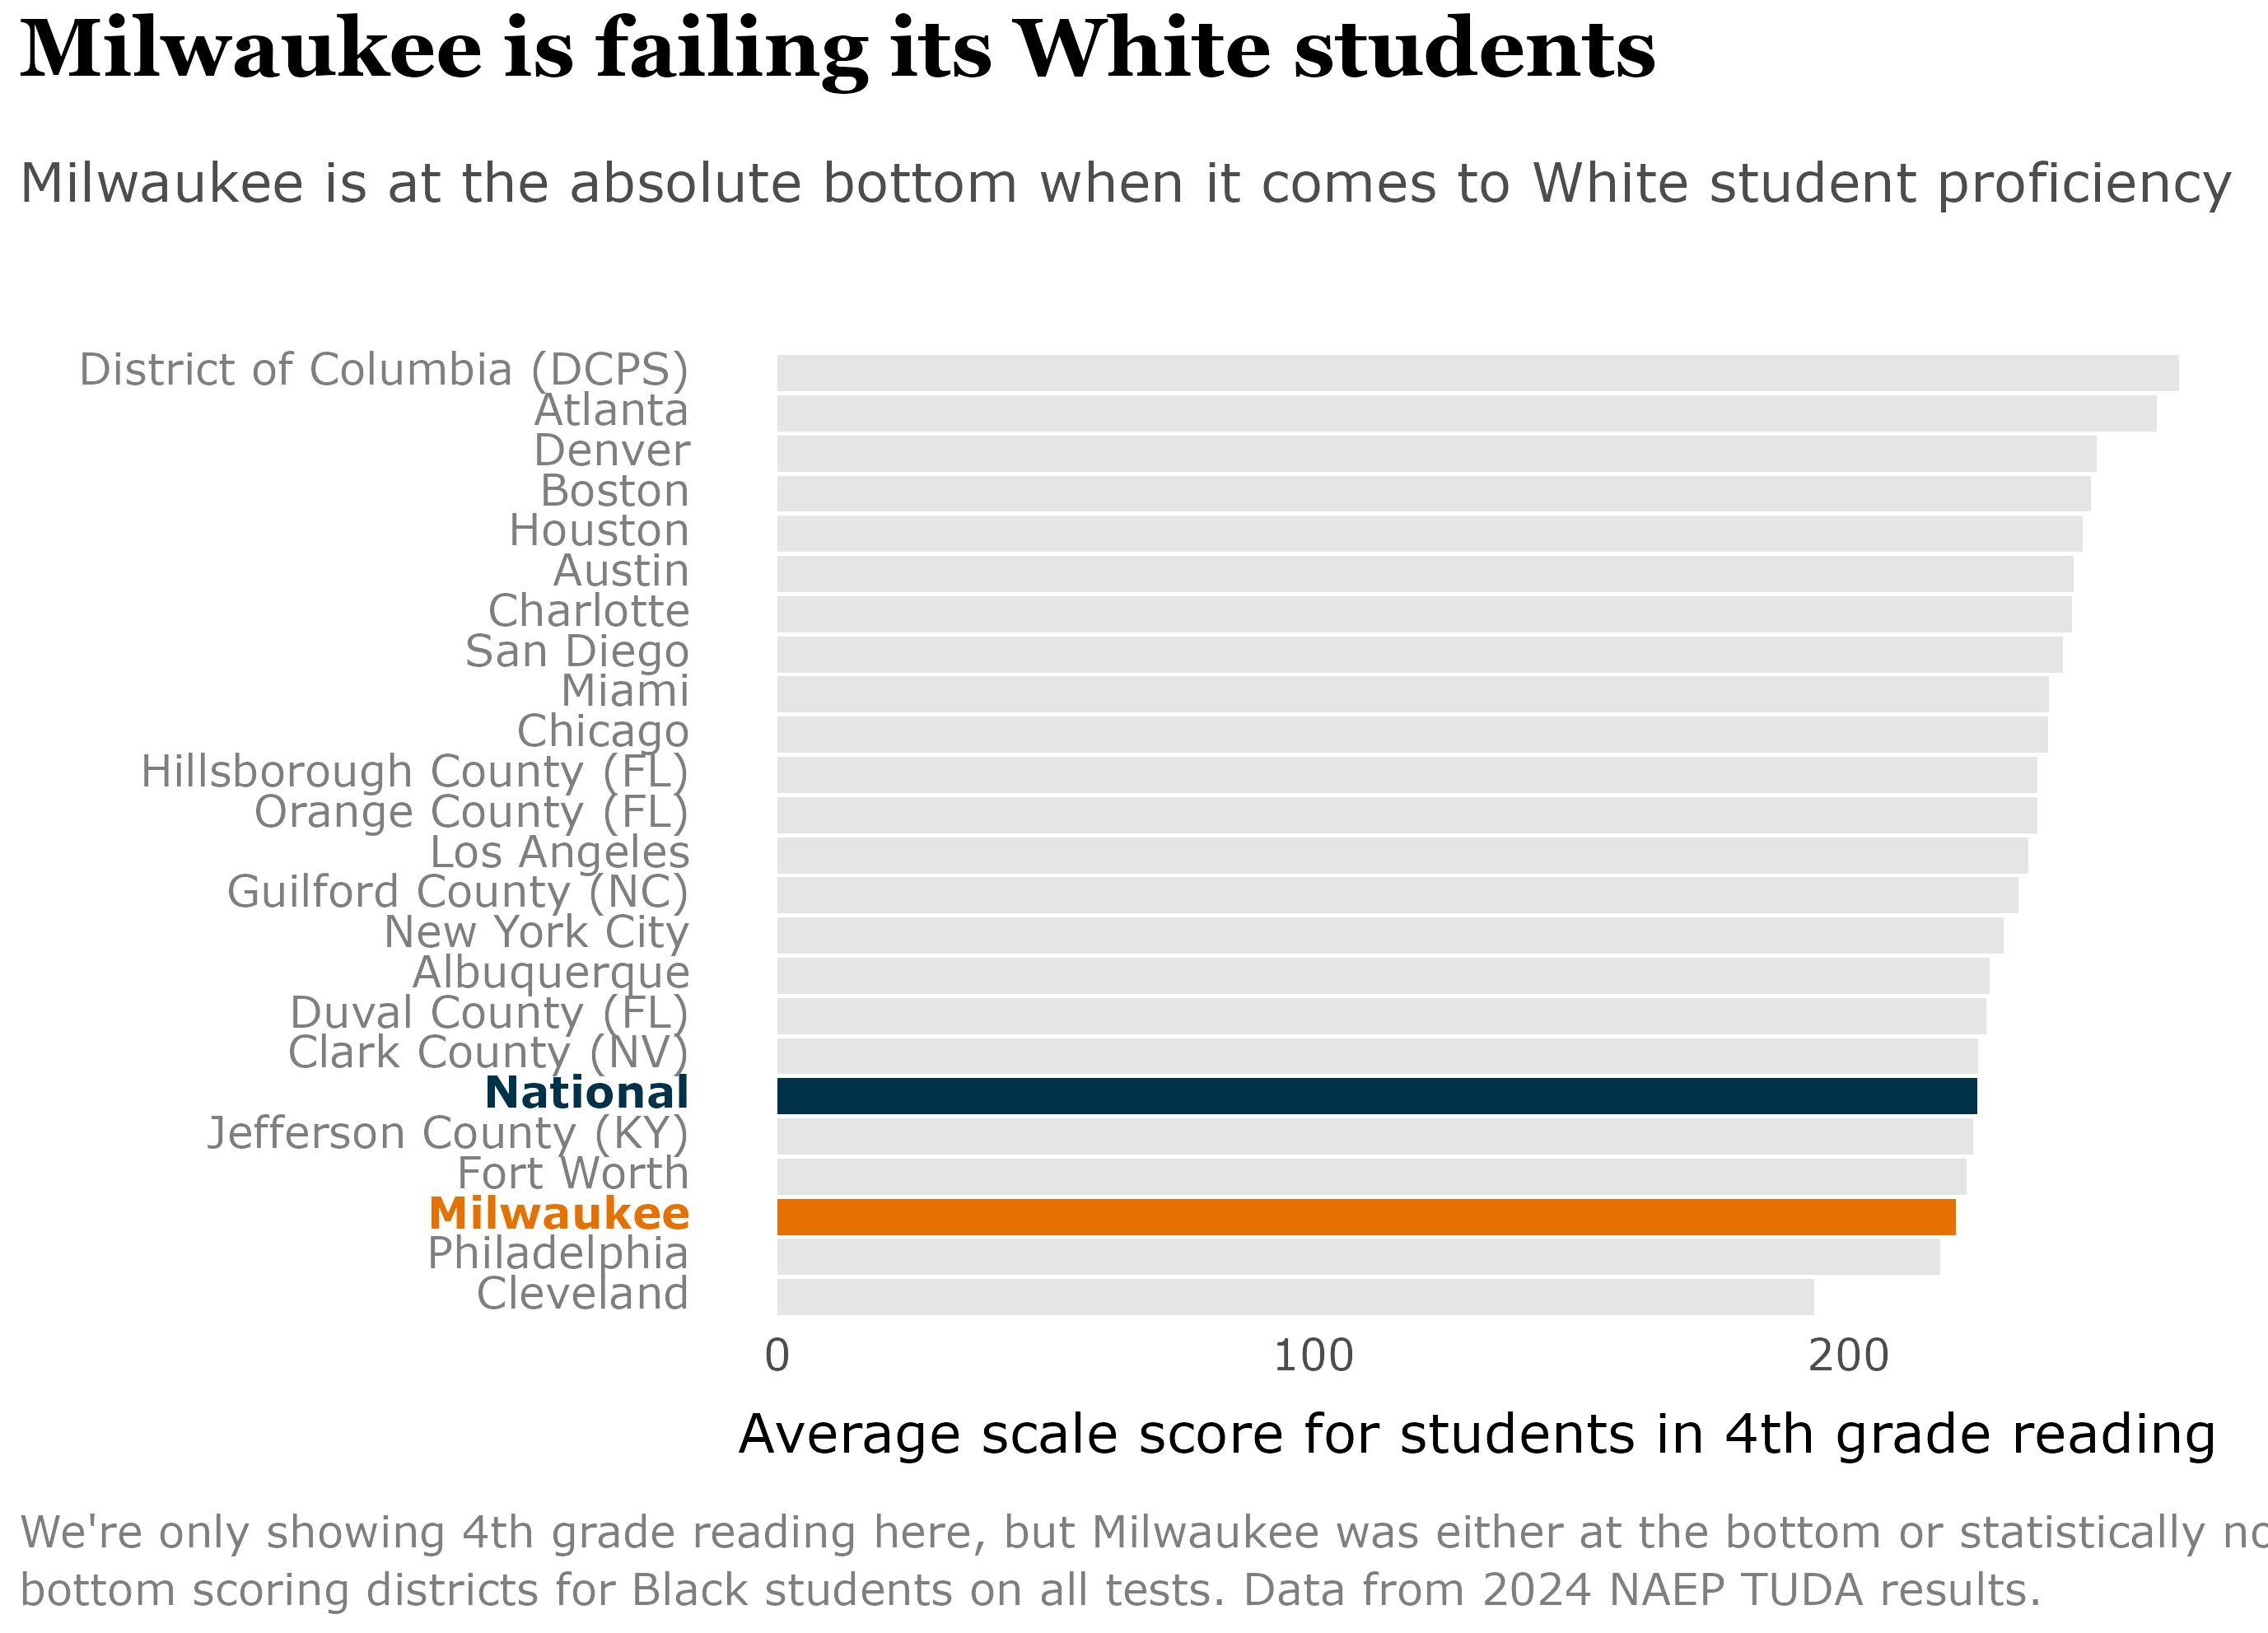 Milwaukee is failing its White students
Milwaukee is at the absolute bottom when it comes to White student proficiency
District of Columbia (DCPS)
Atlanta
Denver
Boston
Houston
Austin
Charlotte
San Diego
Miami
Chicago
Hillsborough County (FL)
Orange County (FL)
Los Angeles
Guilford County (NC)
New York City
Albuquerque
Duval County (FL)
Clark County (NV)
National
Jefferson County (KY)
Fort Worth
Milwaukee
Philadelphia
Cleveland
0 100 200
Average scale score for students in 4th grade reading
We're only showing 4th grade reading here, but Milwaukee was either at the bottom or statistically
bottom scoring districts for Black students on all tests. Data from 2024 NAEP TUDA results.